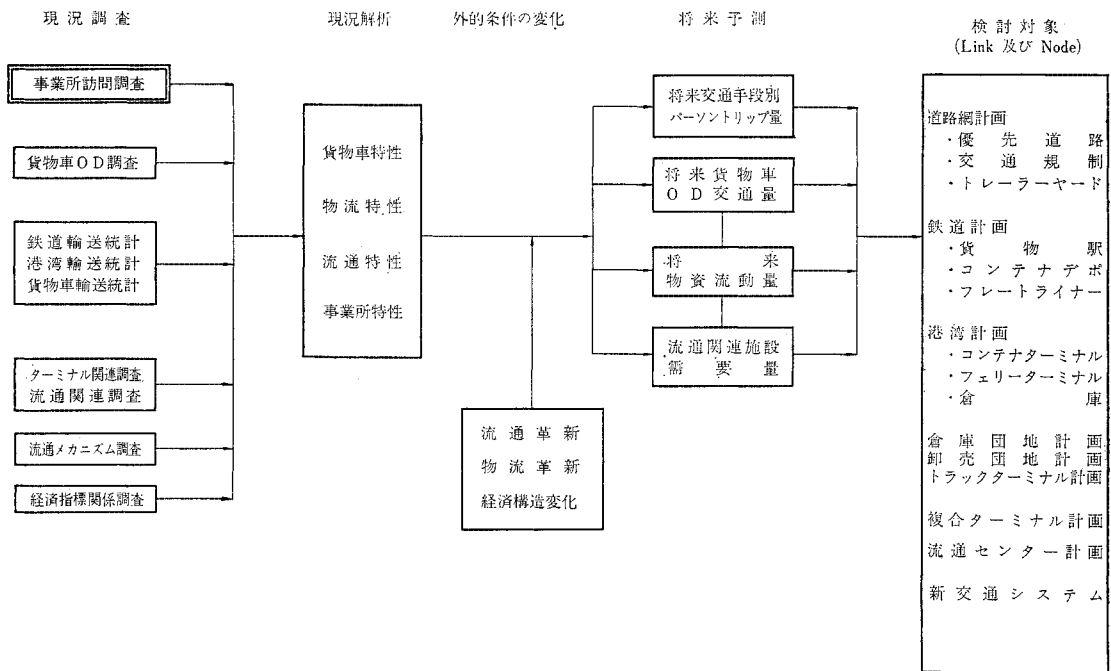 現況調査
現況解析
外的条件の変化
将来予測
検討対象
(Link 及び Node)
事業所訪問調査
貨物車OD調査
鉄道輸送統計
港湾輸送統計
貨物車輸送統計
ターミナル関連調査
流通関連調査
流通メカニズム調査
経済指標関係調査
貨物車特性
物流特性
流通特性
事業所特性
流通革新
物流革新
経済構造変化
将来交通手段別
パーソントリップ量
将来貨物車
OD交通量
将来
物資流動量
流通関連施設
需要量
道路網計画
・優先道路
・交通規制
・トレーラーヤード
鉄道計画
・貨物駅
・コンテナデポ
・フレートライナー
港湾計画
・コンテナターミナル
・フェリーターミナル
・倉庫
倉庫団地計画
卸売団地計画
トラックターミナル計画
複合ターミナル計画
流通センター計画
新交通システム